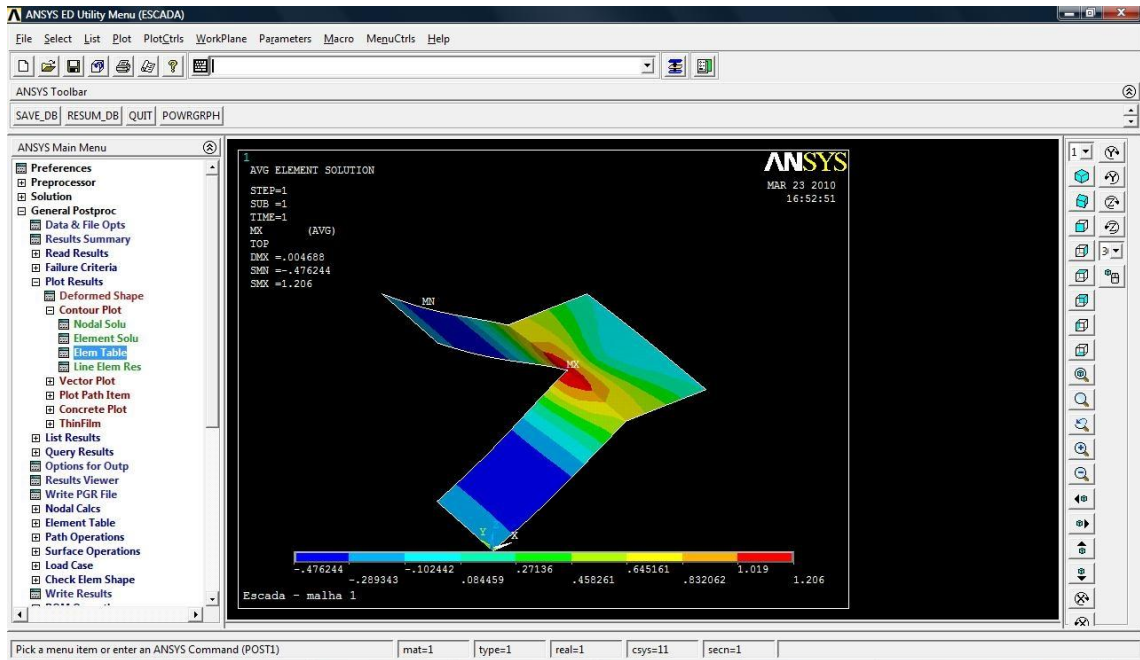 ANSYS ED Utility Menu (ESCADA)
File Select List Plot PlotCtrls WorkPlane Parameters Macro MenuCtrls Help
ANSYS Toolbar
SAVE_DB RESUM_DB QUIT POWRGRPH
ANSYS Main Menu
Preferences
Preprocessor
Solution
General Postproc
Data & File Opts
Results Summary
Read Results
Failure Criteria
Plot Results
Deformed Shape
Contour Plot
Nodal Solu
Element Solu
Elem Table
Line Elem Res
Vector Plot
Plot Path Item
Concrete Plot
ThinFilm
List Results
Query Results
Options for Outp
Results Viewer
Write PGR File
Nodal Calcs
Element Table
Path Operations
Surface Operations
Load Case
Check Elem Shape
Write Results
1
AVG ELEMENT SOLUTION
STEP=1
SUB =1
TIME=1
MX (AVG)
TOP
DMX =.004688
SMN =-.476244
SMX =1.206
ANSYS
MAR 23 2010
16:52:51
MN
MX
Y
X
-.476244 -.102442 .27136 .645161 1.019
-.289343 .084459 .458261 .832062 1.206
Escada - malha 1
1
Pick a menu item or enter an ANSYS Command (POST1) mat=1 type=1 real=1 csys=11 secn=1